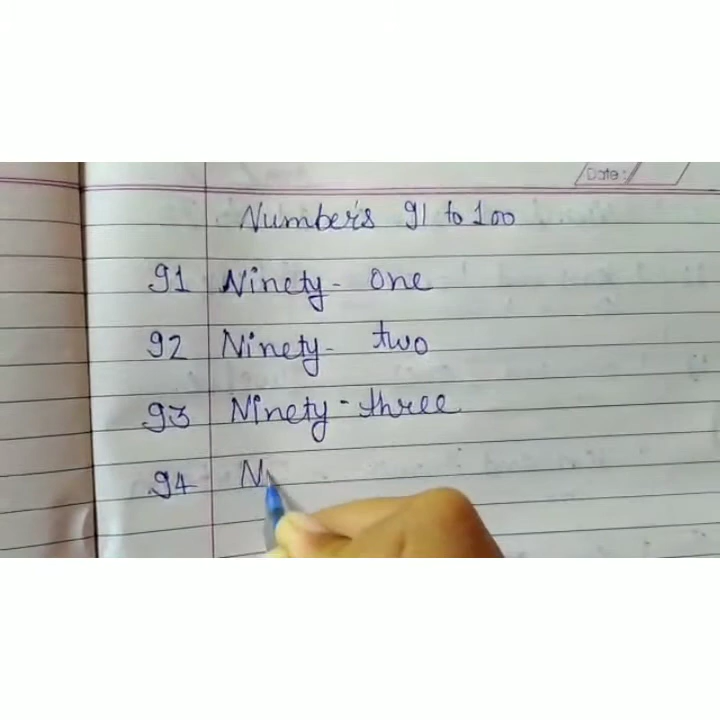 Date :
Number's 91 to 100
91 Ninety- one
92 Ninety- two
93 Ninety-three
94 N